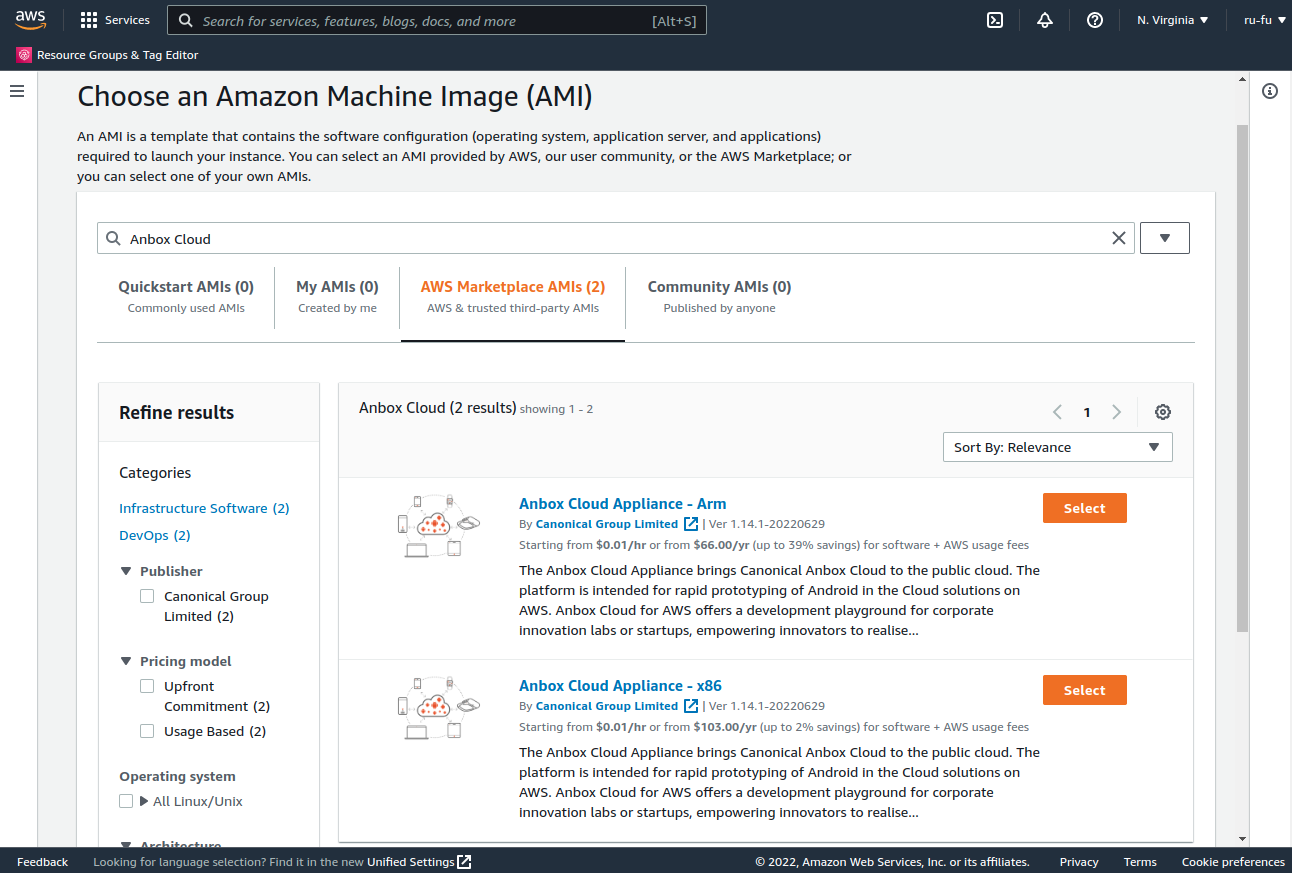 aws
Services
Search for services, features, blogs, docs, and more
[Alt+S]
N. Virginia
ru-fu
Resource Groups & Tag Editor
Choose an Amazon Machine Image (AMI)
An AMI is a template that contains the software configuration (operating system, application server, and applications)
required to launch your instance. You can select an AMI provided by AWS, our user community, or the AWS Marketplace; or
you can select one of your own AMIs.
Anbox Cloud
Quickstart AMIs (0)
Commonly used AMIs
My AMIs (0)
Created by me
AWS Marketplace AMIs (2)
AWS & trusted third-party AMIs
Community AMIs (0)
Published by anyone
Refine results
Categories
Infrastructure Software (2)
DevOps (2)
Publisher
Canonical Group
Limited (2)
Pricing model
Upfront
Commitment (2)
Usage Based (2)
Operating system
All Linux/Unix
Architecture
Anbox Cloud (2 results) showing 1 - 2
1
Sort By: Relevance
Anbox Cloud Appliance - Arm
Select
By Canonical Group Limited | Ver 1.14.1-20220629
Starting from $0.01/hr or from $66.00/yr (up to 39% savings) for software + AWS usage fees
The Anbox Cloud Appliance brings Canonical Anbox Cloud to the public cloud. The
platform is intended for rapid prototyping of Android in the Cloud solutions on
AWS. Anbox Cloud for AWS offers a development playground for corporate
innovation labs or startups, empowering innovators to realise...
Anbox Cloud Appliance - x86
Select
By Canonical Group Limited | Ver 1.14.1-20220629
Starting from $0.01/hr or from $103.00/yr (up to 2% savings) for software + AWS usage fees
The Anbox Cloud Appliance brings Canonical Anbox Cloud to the public cloud. The
platform is intended for rapid prototyping of Android in the Cloud solutions on
AWS. Anbox Cloud for AWS offers a development playground for corporate
innovation labs or startups, empowering innovators to realise...
Feedback
Looking for language selection? Find it in the new Unified Settings
© 2022, Amazon Web Services, Inc. or its affiliates.
Privacy
Terms
Cookie preferences